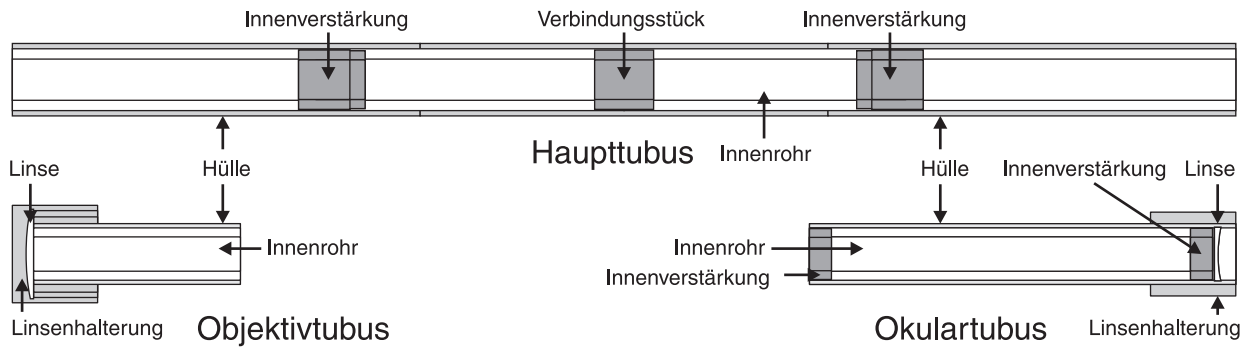 Innenverstärkung
Verbindungsstück
Innenverstärkung
Haupttubus
Innenrohr
Linse
Hülle
Hülle
Innenverstärkung
Linse
Innenrohr
Innenrohr
Innenverstärkung
Linsenhalterung
Objektivtubus
Okulartubus
Linsenhalterung